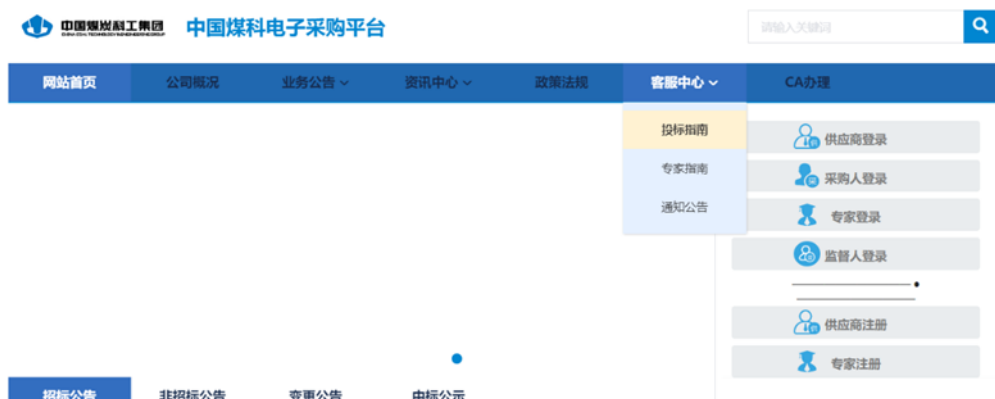 中国煤炭科工集团 中国煤科电子采购平台 请输入关键词
网站首页 公司概况 业务公告 资讯中心 政策法规 客服中心 CA办理
投标指南
专家指南
通知公告
供应商登录
采购人登录
专家登录
监督人登录
供应商注册
专家注册
招标公告 非招标公告 变更公告 中标公示